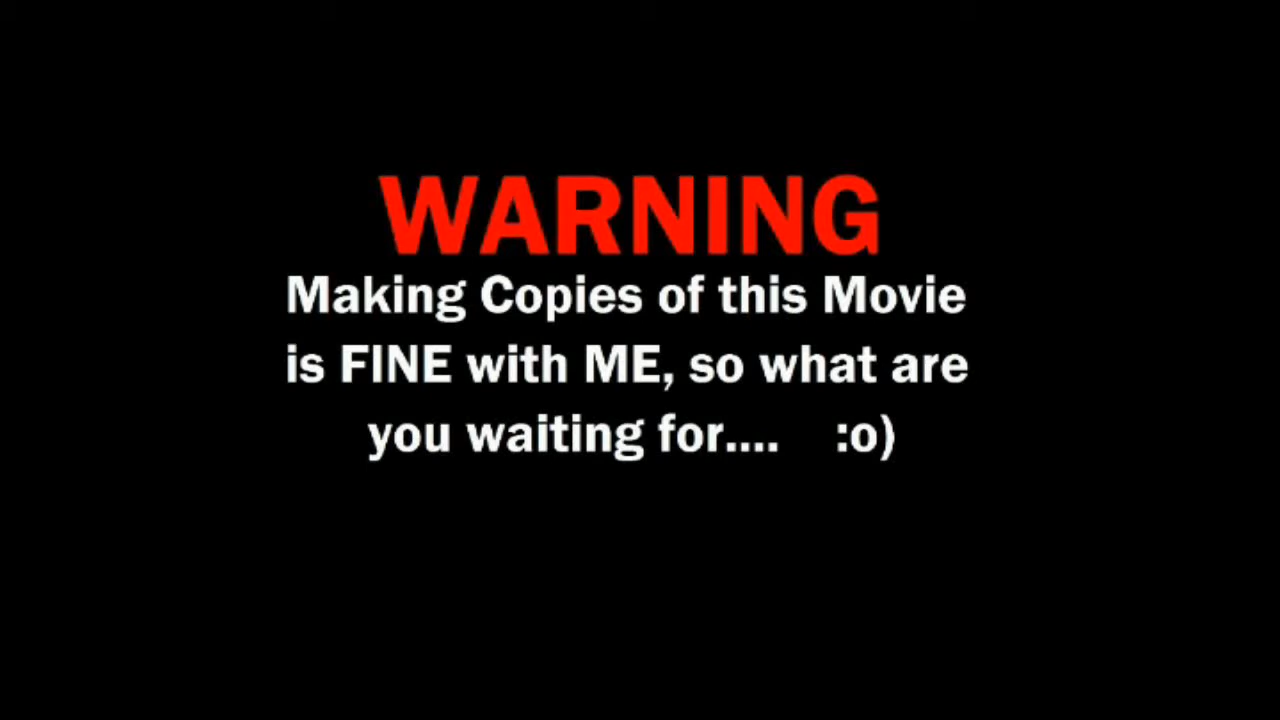 WARNING
Making Copies of this Movie
is FINE with ME, so what are
you waiting for.... :o)